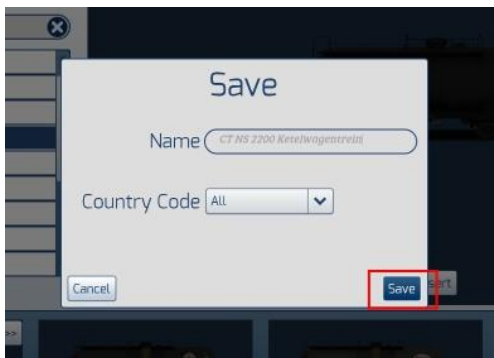 Save
Name CT NS 2200 Ketelwagentrein
Country Code All
Cancel Save
>>